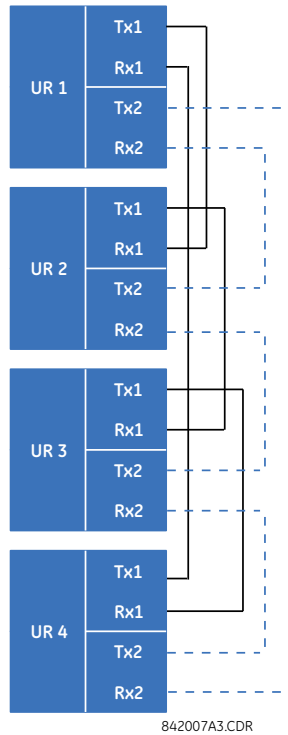 UR 1
Tx1
Rx1
Tx2
Rx2
UR 2
Tx1
Rx1
Tx2
Rx2
UR 3
Tx1
Rx1
Tx2
Rx2
UR 4
Tx1
Rx1
Tx2
Rx2
842007A3.CDR